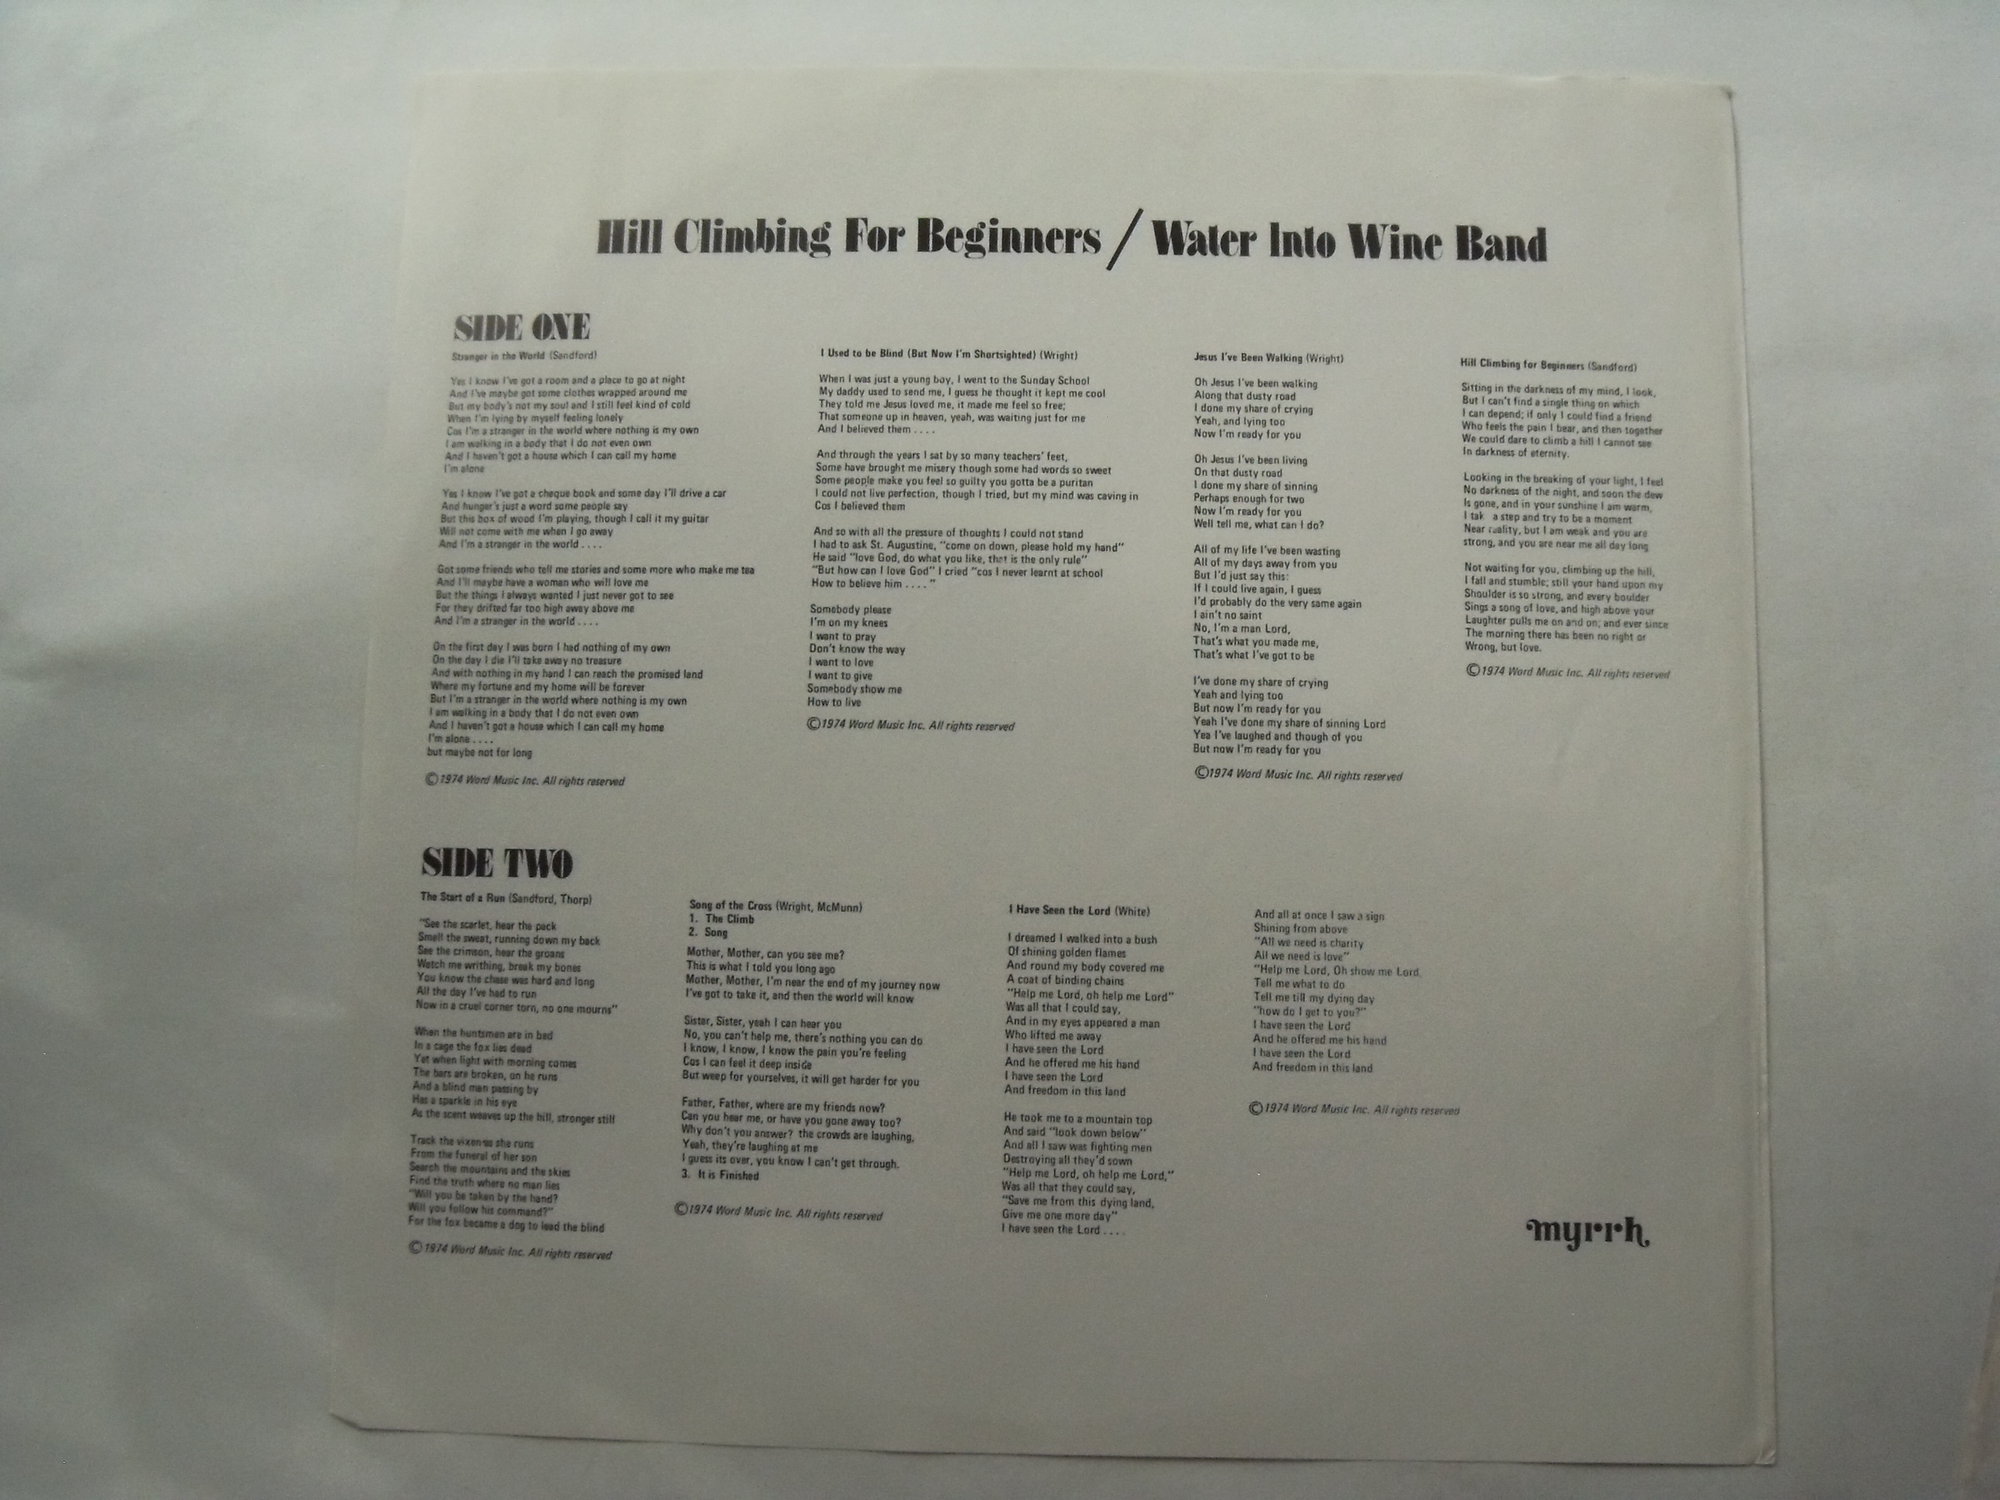 Hill Climbing For Beginners / Water Into Wine Band
SIDE ONE
Stranger in the World (Sandford)
Yes I know I've got a room and a place to go at night
And I've maybe got some clothes wrapped around me
But my body's not my soul and I still feel kind of cold
When I'm lying by myself feeling lonely
Cos I'm a stranger in the world where nothing is my own
I am walking in a body that I do not even own
And I haven't got a house which I can call my home
I'm alone
Yes I know I've got a cheque book and some day I'll drive a car
And hunger's just a word some people say
But this box of wood I'm playing, though I call it my guitar
Will not come with me when I go away
And I'm a stranger in the world . . . .
Got some friends who tell me stories and some more who make me tea
And I'll maybe have a woman who will love me
But the things I always wanted I just never got to see
For they drifted far too high away above me
And I'm a stranger in the world . . . .
On the first day I was born I had nothing of my own
On the day I die I'll take away no treasure
And with nothing in my hand I can reach the promised land
Where my fortune and my home will be forever
But I'm a stranger in the world where nothing is my own
I am walking in a body that I do not even own
And I haven't got a house which I can call my home
I'm alone . . . .
but maybe not for long
©1974 Word Music Inc. All rights reserved
I Used to be Blind (But Now I'm Shortsighted) (Wright)
When I was just a young boy, I went to the Sunday School
My daddy used to send me, I guess he thought it kept me cool
They told me Jesus loved me, it made me feel so free;
That someone up in heaven, yeah, was waiting just for me
And I believed them . . . .
And through the years I sat by so many teachers' feet,
Some have brought me misery though some had words so sweet
Some people make you feel so guilty you gotta be a puritan
I could not live perfection, though I tried, but my mind was caving in
Cos I believed them
And so with all the pressure of thoughts I could not stand
I had to ask St. Augustine, "come on down, please hold my hand"
He said "love God, do what you like, that is the only rule"
"But how can I love God" I cried "cos I never learnt at school
How to believe him . . . . "
Somebody please
I'm on my knees
I want to pray
Don't know the way
I want to love
I want to give
Somebody show me
How to live
©1974 Word Music Inc. All rights reserved
Jesus I've Been Walking (Wright)
Oh Jesus I've been walking
Along that dusty road
I done my share of crying
Yeah, and lying too
Now I'm ready for you
Oh Jesus I've been living
On that dusty road
I done my share of sinning
Perhaps enough for two
Now I'm ready for you
Well tell me, what can I do?
All of my life I've been wasting
All of my days away from you
But I'd just say this:
If I could live again, I guess
I'd probably do the very same again
I ain't no saint
No, I'm a man Lord,
That's what you made me,
That's what I've got to be
I've done my share of crying
Yeah and lying too
But now I'm ready for you
Yeah I've done my share of sinning Lord
Yea I've laughed and though of you
But now I'm ready for you
©1974 Word Music Inc. All rights reserved
Hill Climbing for Beginners (Sandford)
Sitting in the darkness of my mind, I look,
But I can't find a single thing on which
I can depend; if only I could find a friend
Who feels the pain I bear, and then together
We could dare to climb a hill I cannot see
In darkness of eternity.
Looking in the breaking of your light, I feel
No darkness of the night, and soon the dew
Is gone, and in your sunshine I am warm,
I tak a step and try to be a moment
Near reality, but I am weak and you are
strong, and you are near me all day long
Not waiting for you, climbing up the hill,
I fall and stumble; still your hand upon my
Shoulder is so strong, and every boulder
Sings a song of love, and high above your
Laughter pulls me on and on; and ever since
The morning there has been no right or
Wrong, but love.
©1974 Word Music Inc. All rights reserved
SIDE TWO
The Start of a Run (Sandford, Thorp)
"See the scarlet, hear the pack
Smell the sweat, running down my back
See the crimson, hear the groans
Watch me writhing, break my bones
You know the chase was hard and long
All the day I've had to run
Now in a cruel corner torn, no one mourns"
When the huntsmen are in bed
In a cage the fox lies dead
Yet when light with morning comes
The bars are broken, on he runs
And a blind man passing by
Has a sparkle in his eye
As the scent weaves up the hill, stronger still
Track the vixen as she runs
From the funeral of her son
Search the mountains and the skies
Find the truth where no man lies
"Will you be taken by the hand?
Will you follow his command?"
For the fox became a dog to lead the blind
©1974 Word Music Inc. All rights reserved
Song of the Cross (Wright, McMunn)
1. The Climb
2. Song
Mother, Mother, can you see me?
This is what I told you long ago
Mother, Mother, I'm near the end of my journey now
I've got to take it, and then the world will know
Sister, Sister, yeah I can hear you
No, you can't help me, there's nothing you can do
I know, I know, I know the pain you're feeling
Cos I can feel it deep inside
But weep for yourselves, it will get harder for you
Father, Father, where are my friends now?
Can you hear me, or have you gone away too?
Why don't you answer? the crowds are laughing,
Yeah, they're laughing at me
I guess its over, you know I can't get through.
3. It is Finished
©1974 Word Music Inc. All rights reserved
I Have Seen the Lord (White)
I dreamed I walked into a bush
Of shining golden flames
And round my body covered me
A coat of binding chains
"Help me Lord, oh help me Lord"
Was all that I could say,
And in my eyes appeared a man
Who lifted me away
I have seen the Lord
And he offered me his hand
I have seen the Lord
And freedom in this land
He took me to a mountain top
And said "look down below"
And all I saw was fighting men
Destroying all they'd sown
"Help me Lord, oh help me Lord,"
Was all that they could say,
"Save me from this dying land,
Give me one more day"
I have seen the Lord . . . .
And all at once I saw a sign
Shining from above
"All we need is charity
All we need is love"
"Help me Lord, Oh show me Lord,
Tell me what to do
Tell me till my dying day
"how do I get to you?"
I have seen the Lord
And he offered me his hand
I have seen the Lord
And freedom in this land
©1974 Word Music Inc. All rights reserved
myrrh